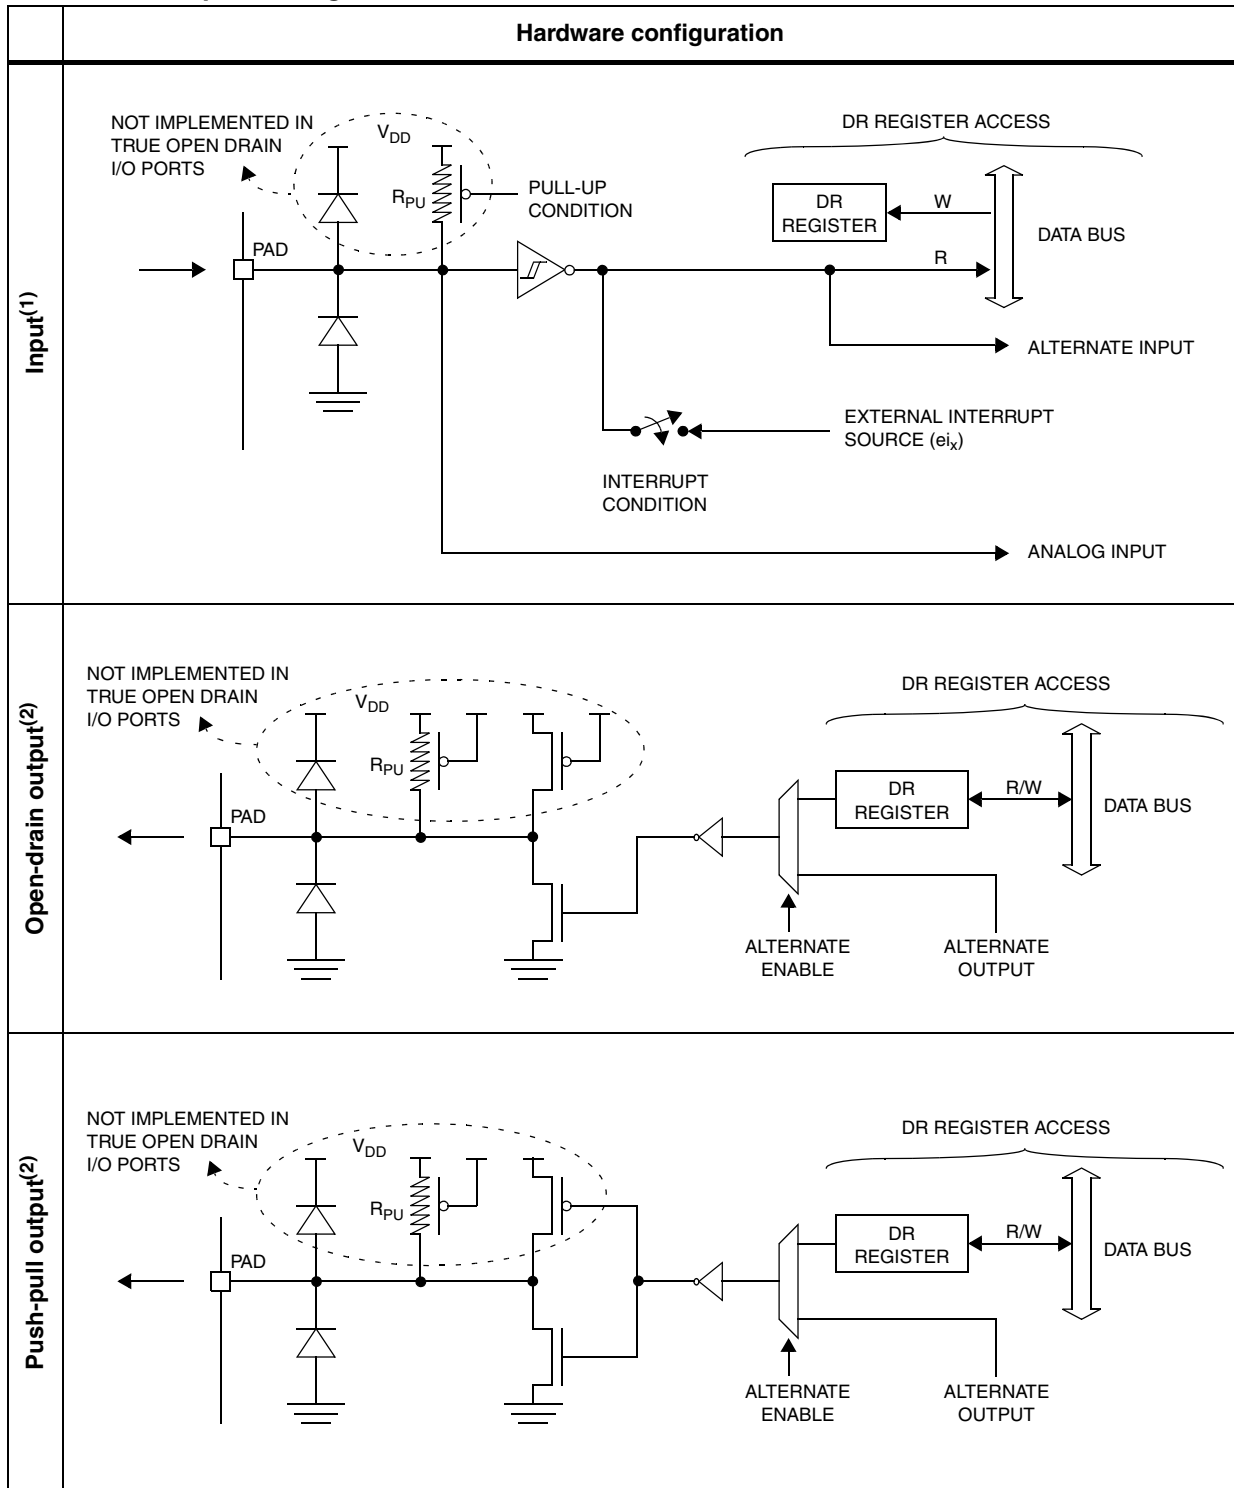 Hardware configuration
Input(1)
NOT IMPLEMENTED IN
TRUE OPEN DRAIN
I/O PORTS
VDD
RPU
PULL-UP
CONDITION
PAD
DR REGISTER ACCESS
DR
REGISTER
W
R
DATA BUS
ALTERNATE INPUT
EXTERNAL INTERRUPT
SOURCE (eix)
INTERRUPT
CONDITION
ANALOG INPUT
Open-drain output(2)
NOT IMPLEMENTED IN
TRUE OPEN DRAIN
I/O PORTS
VDD
RPU
PAD
DR REGISTER ACCESS
DR
REGISTER
R/W
DATA BUS
ALTERNATE
ENABLE
ALTERNATE
OUTPUT
Push-pull output(2)
NOT IMPLEMENTED IN
TRUE OPEN DRAIN
I/O PORTS
VDD
RPU
PAD
DR REGISTER ACCESS
DR
REGISTER
R/W
DATA BUS
ALTERNATE
ENABLE
ALTERNATE
OUTPUT